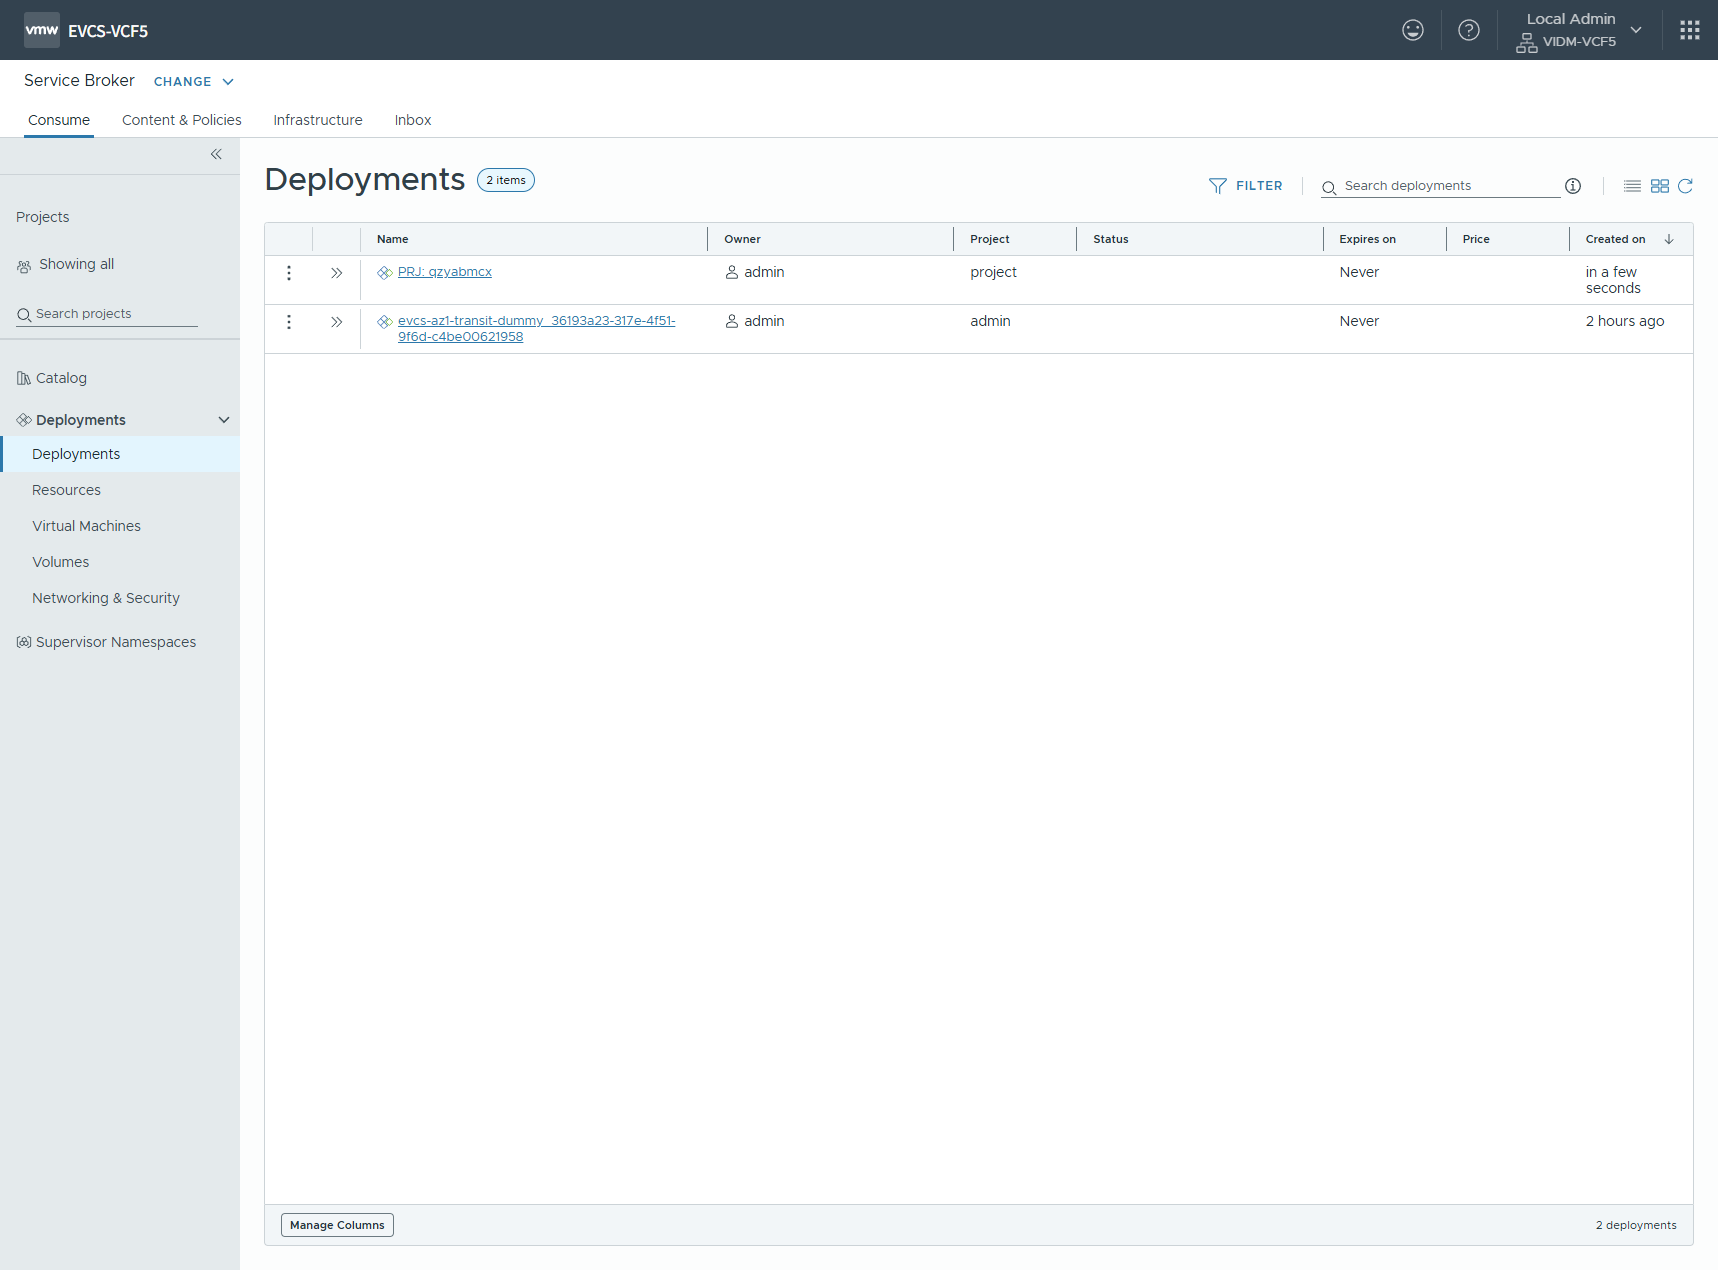 vmw EVCS-VCF5
Local Admin
VIDM-VCF5
Service Broker CHANGE
Consume Content & Policies Infrastructure Inbox
Projects
Showing all
Search projects
Catalog
Deployments
Deployments
Resources
Virtual Machines
Volumes
Networking & Security
Supervisor Namespaces
Deployments 2 items
FILTER Search deployments
Name Owner Project Status Expires on Price Created on
PRJ: qzyabmcx admin project Never in a few
seconds
evcs-az1-transit-dummy_36193a23-317e-4f51- admin admin Never 2 hours ago
9f6d-c4be00621958
Manage Columns 2 deployments